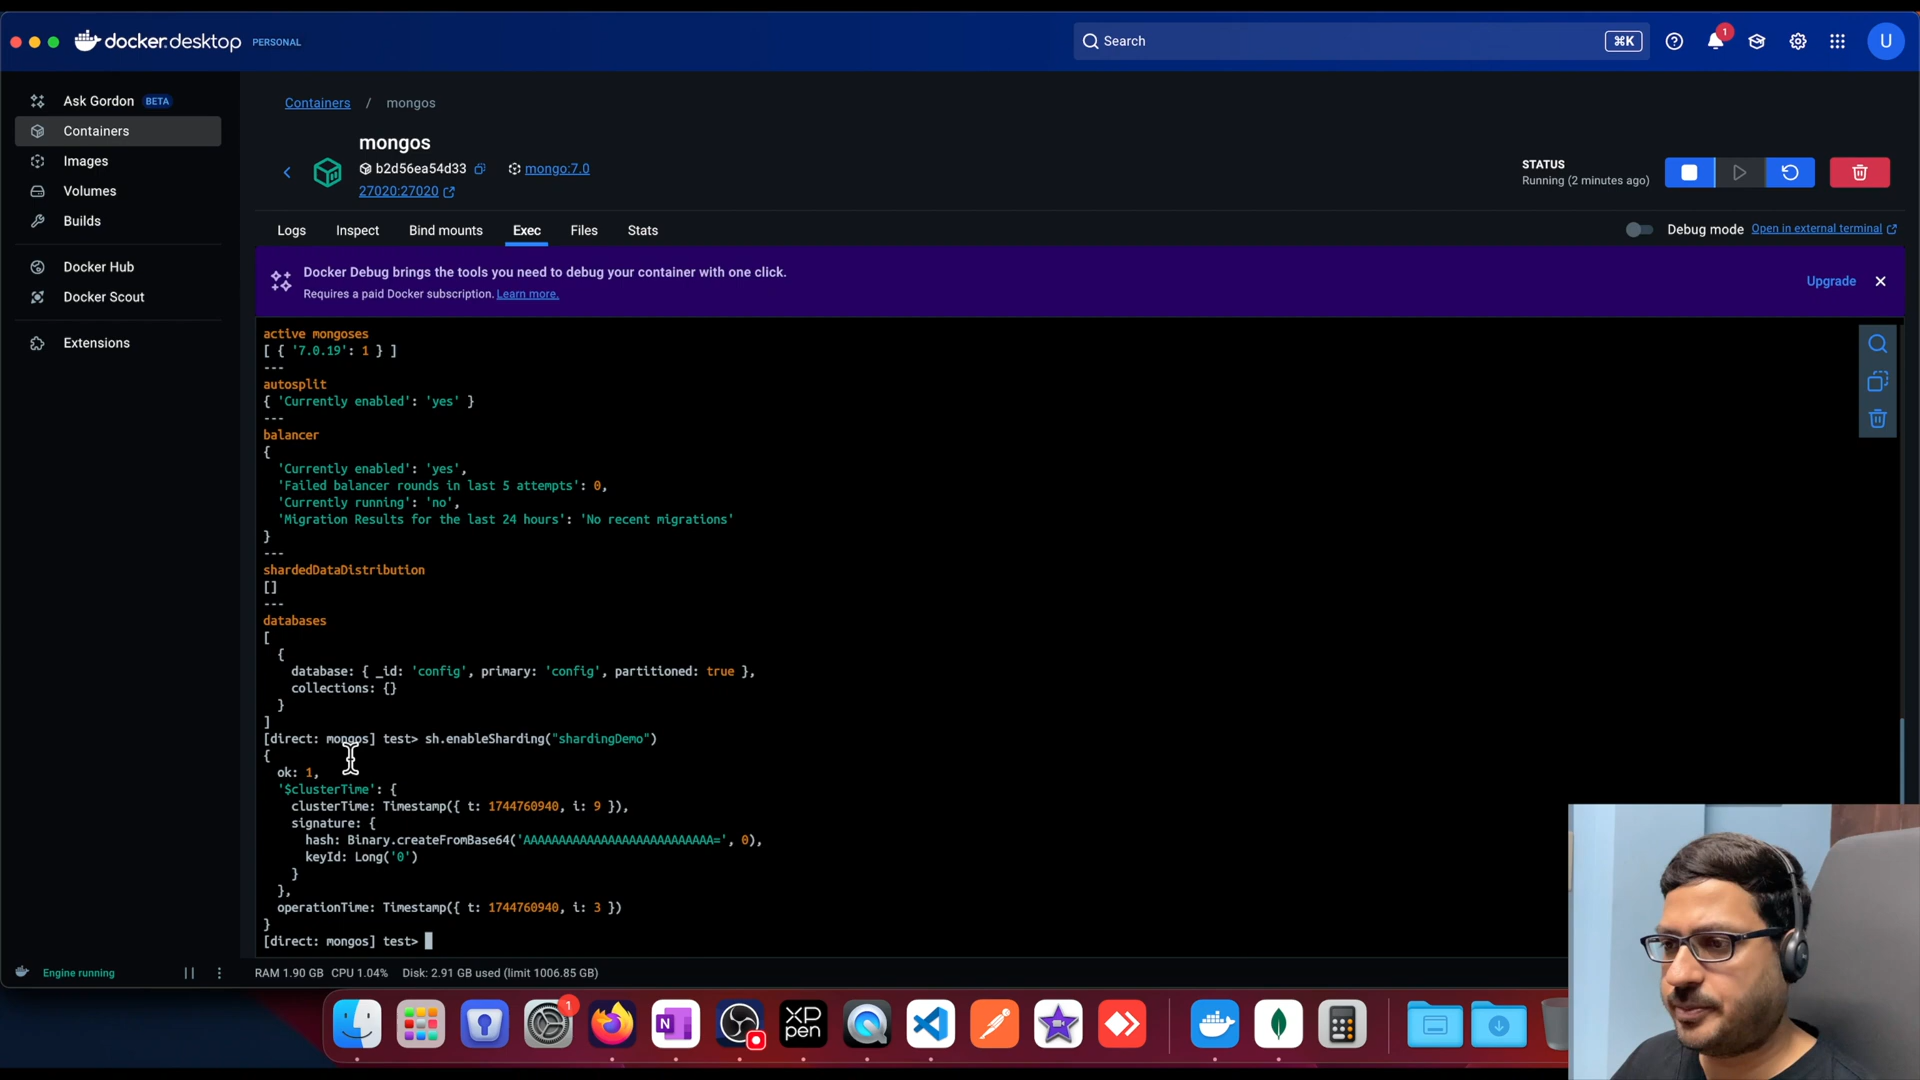 docker.desktop PERSONAL
Search
⌘K
1
U
Ask Gordon BETA
Containers
Images
Volumes
Builds
Docker Hub
Docker Scout
Extensions
Containers / mongos
mongos
b2d56ea54d33 mongo:7.0
27020:27020
STATUS
Running (2 minutes ago)
Logs Inspect Bind mounts Exec Files Stats
Debug mode Open in external terminal
Docker Debug brings the tools you need to debug your container with one click.
Requires a paid Docker subscription. Learn more.
Upgrade
active mongoses
[ { '7.0.19': 1 } ]
---
autosplit
{ 'Currently enabled': 'yes' }
---
balancer
{
'Currently enabled': 'yes',
'Failed balancer rounds in last 5 attempts': 0,
'Currently running': 'no',
'Migration Results for the last 24 hours': 'No recent migrations'
}
---
shardedDataDistribution
[]
---
databases
[
{
database: { _id: 'config', primary: 'config', partitioned: true },
collections: {}
}
]
[direct: mongos] test> sh.enableSharding("shardingDemo")
{
ok: 1,
'$clusterTime': {
clusterTime: Timestamp({ t: 1744760940, i: 9 }),
signature: {
hash: Binary.createFromBase64('AAAAAAAAAAAAAAAAAAAAAAAAAAA=', 0),
keyId: Long('0')
}
},
operationTime: Timestamp({ t: 1744760940, i: 3 })
}
[direct: mongos] test>
Engine running
RAM 1.90 GB CPU 1.04% Disk: 2.91 GB used (limit 1006.85 GB)
1
N
XP
pen